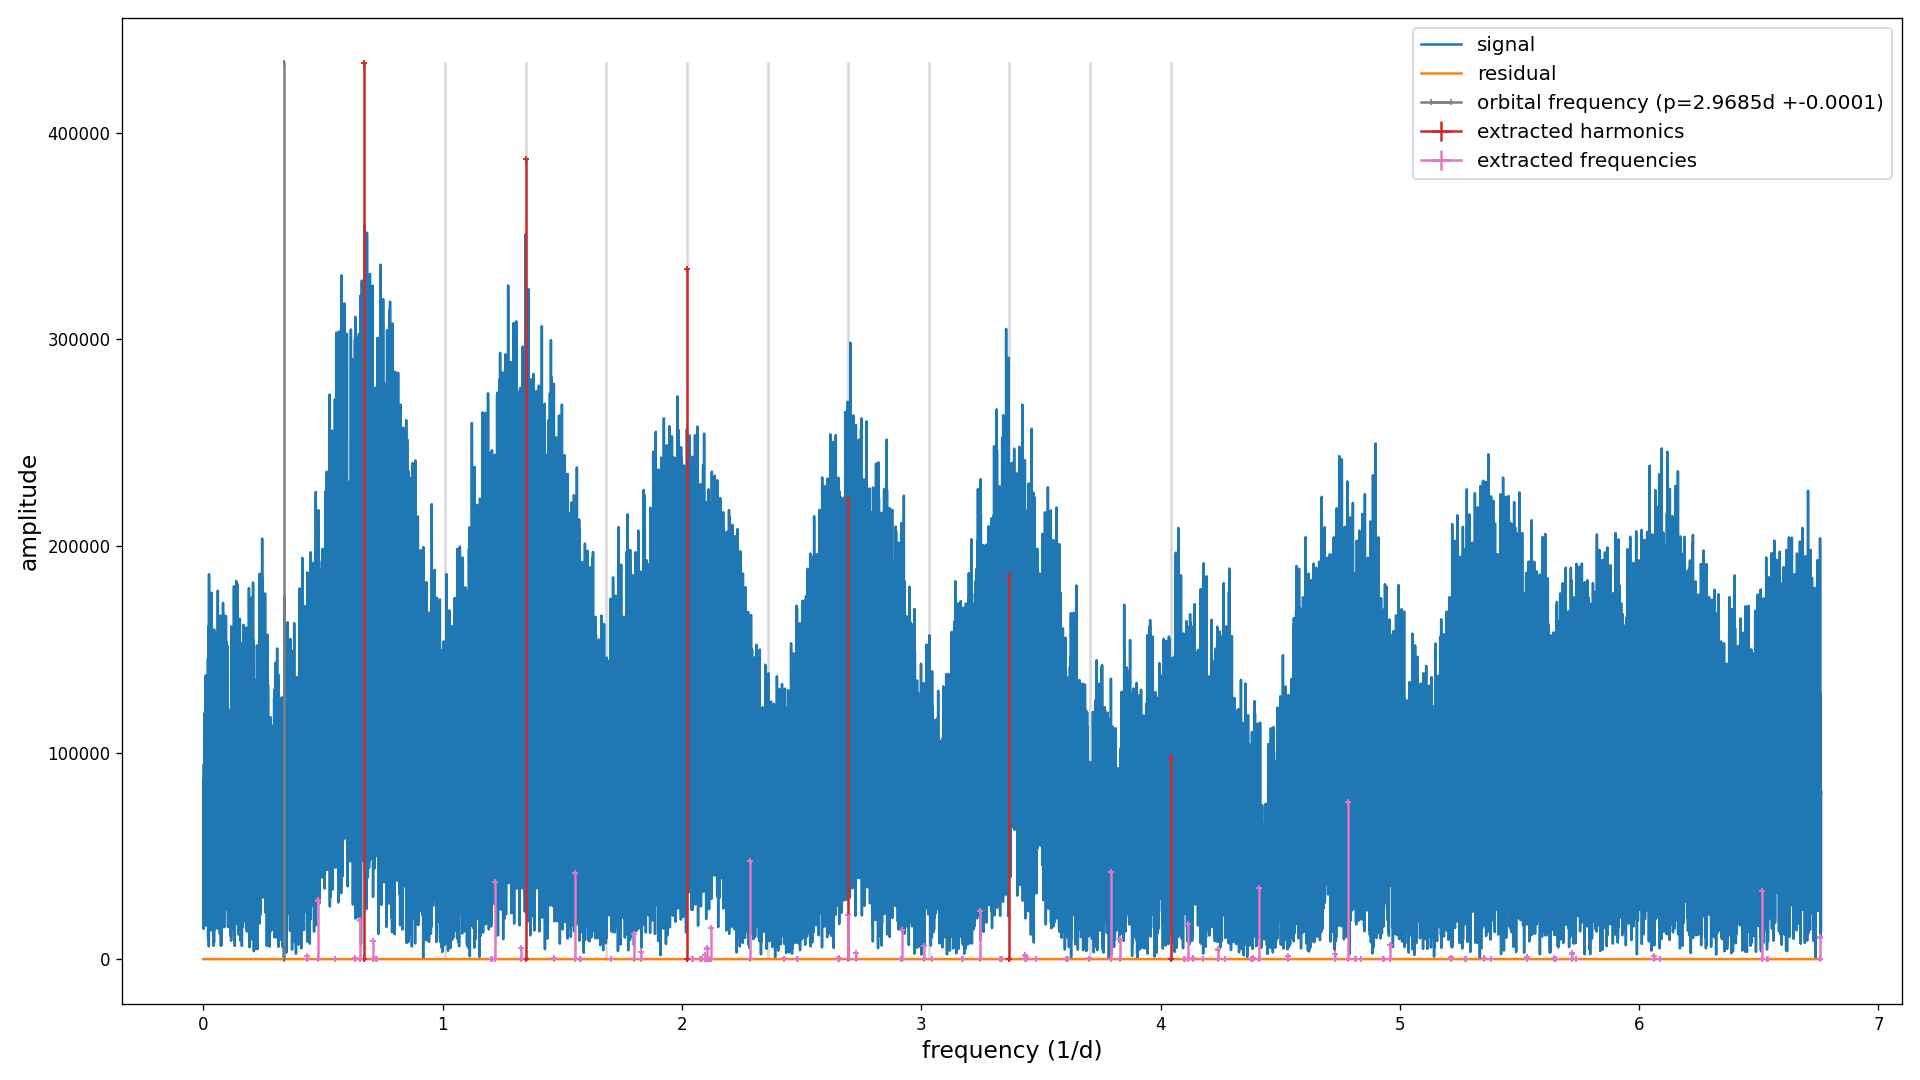 signal
residual
orbital frequency (p=2.9685d +-0.0001)
extracted harmonics
extracted frequencies
400000
300000
200000
100000
0
amplitude
0 1 2 3 4 5 6 7
frequency (1/d)